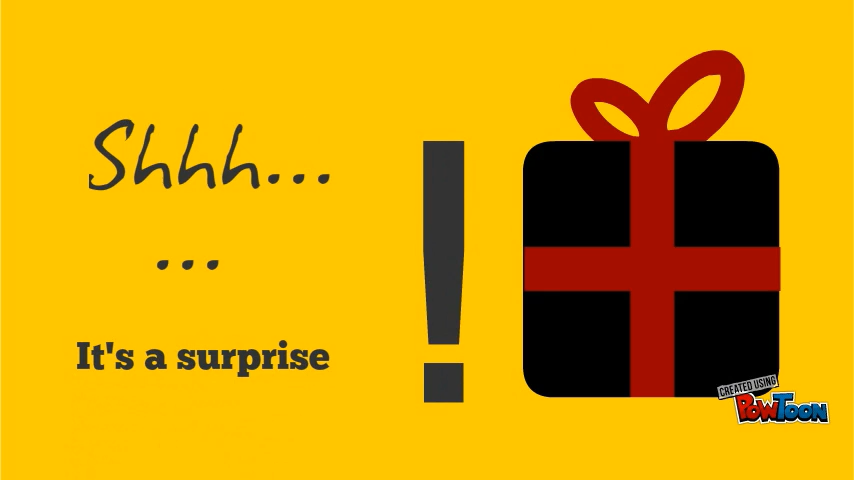 Shhh...
...
It's a surprise
!
CREATED USING
POWTOON